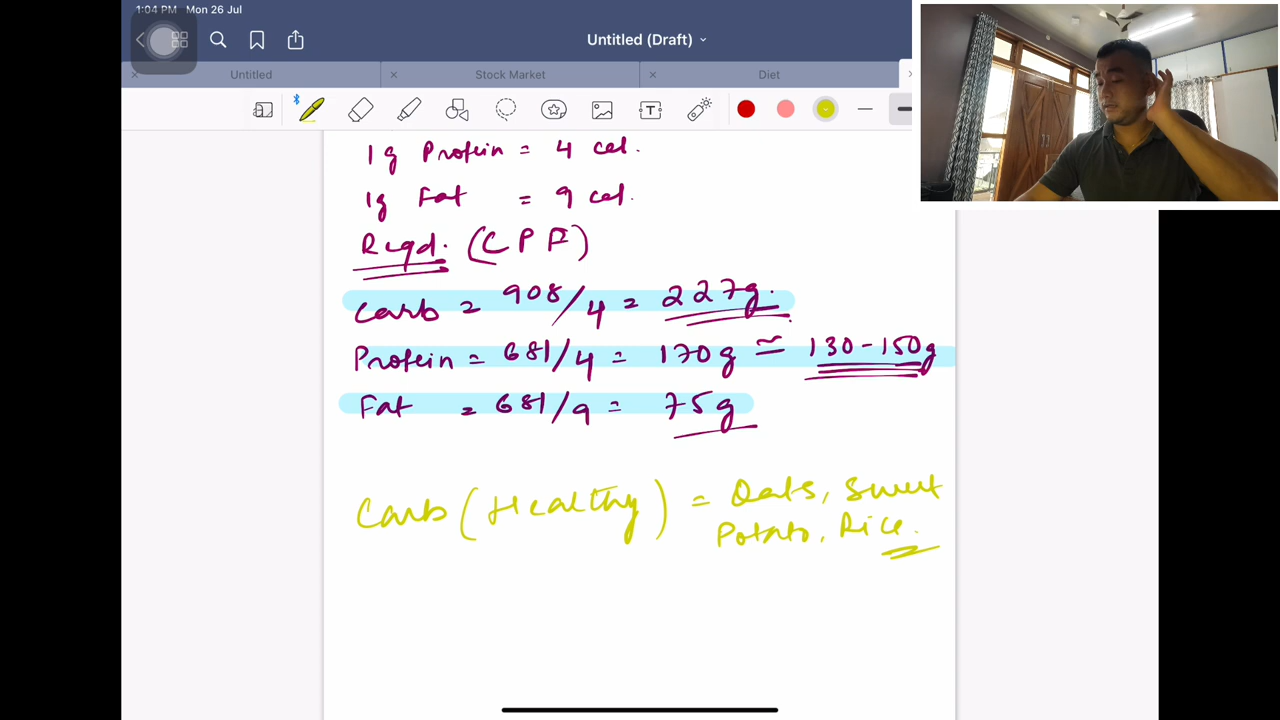 1:04 PM Mon 26 Jul
Untitled (Draft)
Untitled
Stock Market
Diet
1g Protein = 4 cal.
1g Fat = 9 cal.
Reqd. (C P F)
Carb = 908/4 = 227g.
Protein = 681/4 = 170g ≃ 130-150g
Fat = 681/9 = 75g
Carb (Healthy) = Oats, Sweet
Potato, Rice.